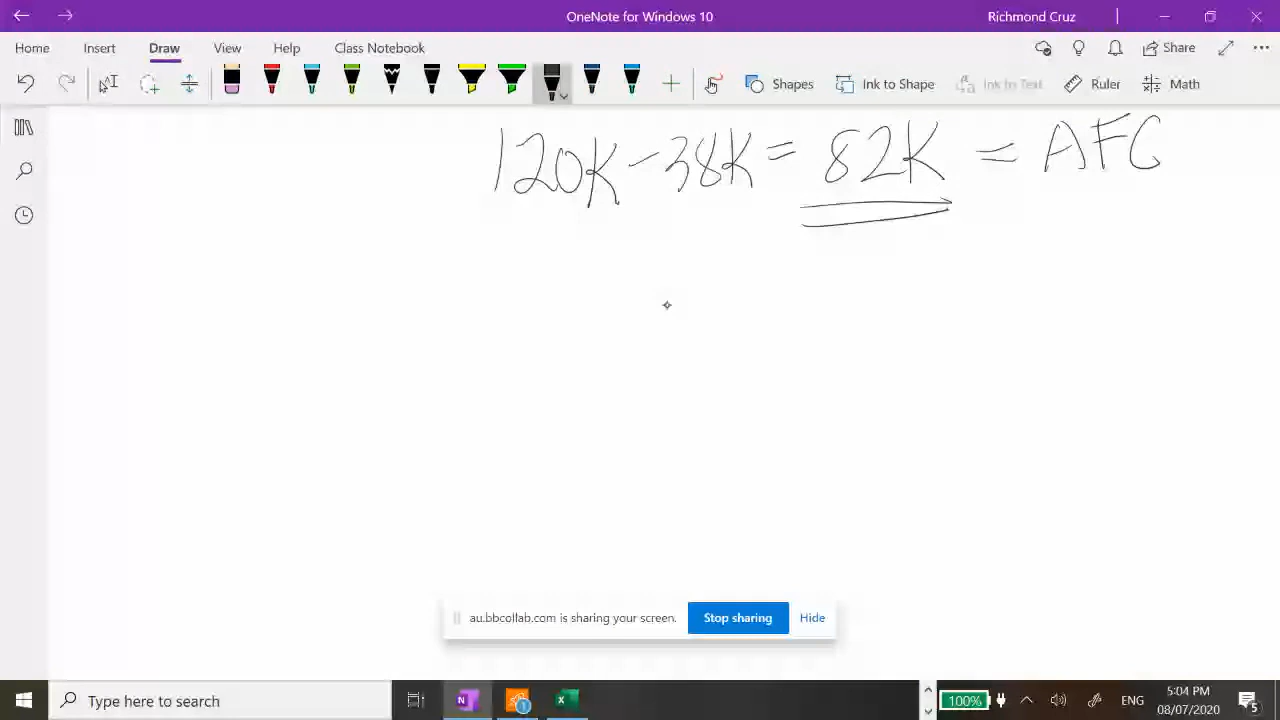 OneNote for Windows 10
Richmond Cruz
Home Insert Draw View Help Class Notebook Share
Shapes Ink to Shape Ink to Text Ruler Math
120K - 38K = 82K = AFC
au.bbcollab.com is sharing your screen. Stop sharing Hide
Type here to search
1
100% ENG
5:04 PM
08/07/2020
5